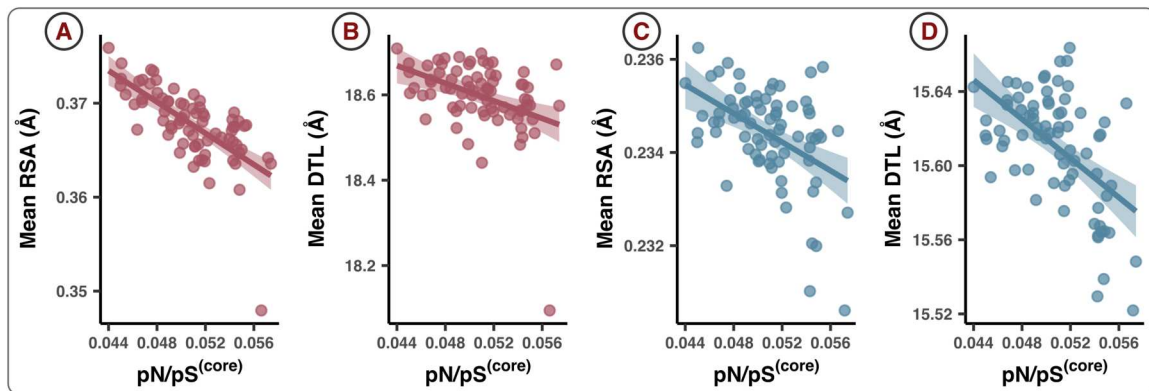 A
Mean RSA (Å)
0.37
0.36
0.35
0.044 0.048 0.052 0.056
pN/pS(core)
B
Mean DTL (Å)
18.6
18.4
18.2
0.044 0.048 0.052 0.056
pN/pS(core)
C
Mean RSA (Å)
0.236
0.234
0.232
0.044 0.048 0.052 0.056
pN/pS(core)
D
Mean DTL (Å)
15.64
15.60
15.56
15.52
0.044 0.048 0.052 0.056
pN/pS(core)